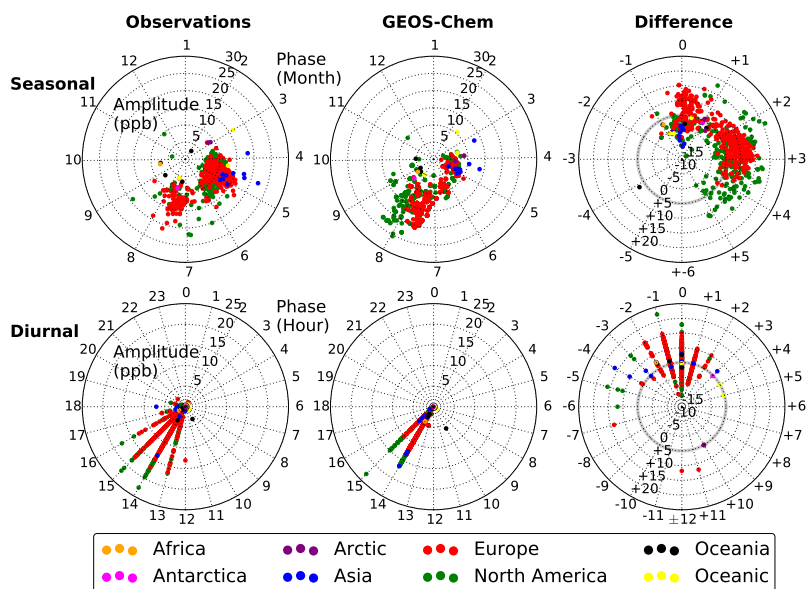 Observations GEOS-Chem Difference
Seasonal
1 2 3 4 5 6 7 8 9 10 11 12
5 10 15 20 25 30
Amplitude
(ppb)
Phase
(Month)
1 2 3 4 5 6 7 8 9 10 11 12
5 10 15 20 25 30
0 +1 +2 +3 +4 +5 +-6 -5 -4 -3 -2 -1
-15 -10 -5 0 +5 +10 +15 +20
Diurnal
0 1 2 3 4 5 6 7 8 9 10 11 12 13 14 15 16 17 18 19 20 21 22 23
5 10 15 20 25
Amplitude
(ppb)
Phase
(Hour)
0 1 2 3 4 5 6 7 8 9 10 11 12 13 14 15 16 17 18 19 20 21 22 23
5 10 15 20 25
0 +1 +2 +3 +4 +5 +6 +7 +8 +9 +10 +11 ±12 -11 -10 -9 -8 -7 -6 -5 -4 -3 -2 -1
-15 -10 -5 0 +5 +10 +15 +20
Africa Arctic Europe Oceania
Antarctica Asia North America Oceanic